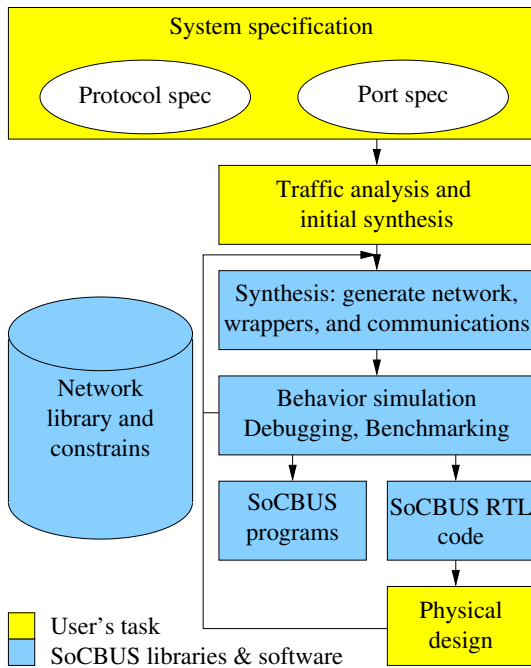 System specification
Protocol spec
Port spec
Traffic analysis and
initial synthesis
Synthesis: generate network,
wrappers, and communications
Network
library and
constrains
Behavior simulation
Debugging, Benchmarking
SoCBUS
programs
SoCBUS RTL
code
Physical
design
User's task
SoCBUS libraries & software